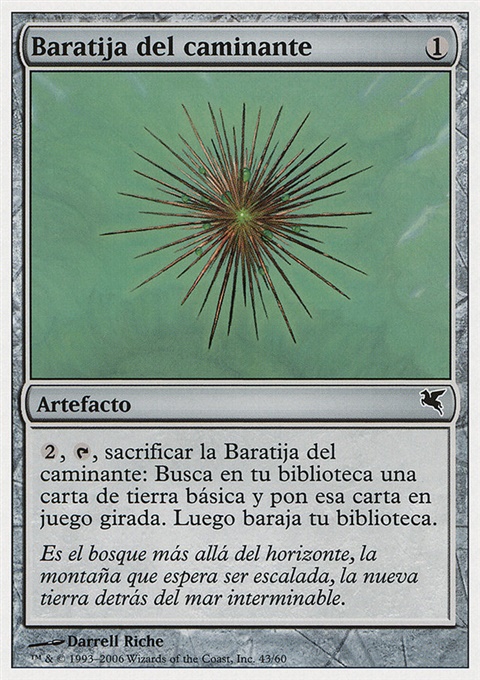 Baratija del caminante 1
Artefacto
2, , sacrificar la Baratija del
caminante: Busca en tu biblioteca una
carta de tierra básica y pon esa carta en
juego girada. Luego baraja tu biblioteca.
Es el bosque más allá del horizonte, la
montaña que espera ser escalada, la nueva
tierra detrás del mar interminable.
Darrell Riche
™ & © 1993–2006 Wizards of the Coast, Inc. 43/60